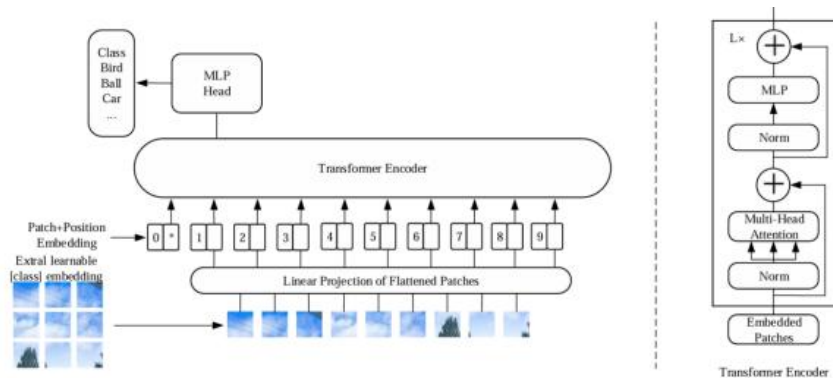 Class
Bird
Ball
Car
...
MLP
Head
Transformer Encoder
Patch+Position
Embedding
0 *
1
2
3
4
5
6
7
8
9
Extral learnable
[class] embedding
Linear Projection of Flattened Patches
L×
MLP
Norm
Multi-Head
Attention
Norm
Embedded
Patches
Transformer Encoder